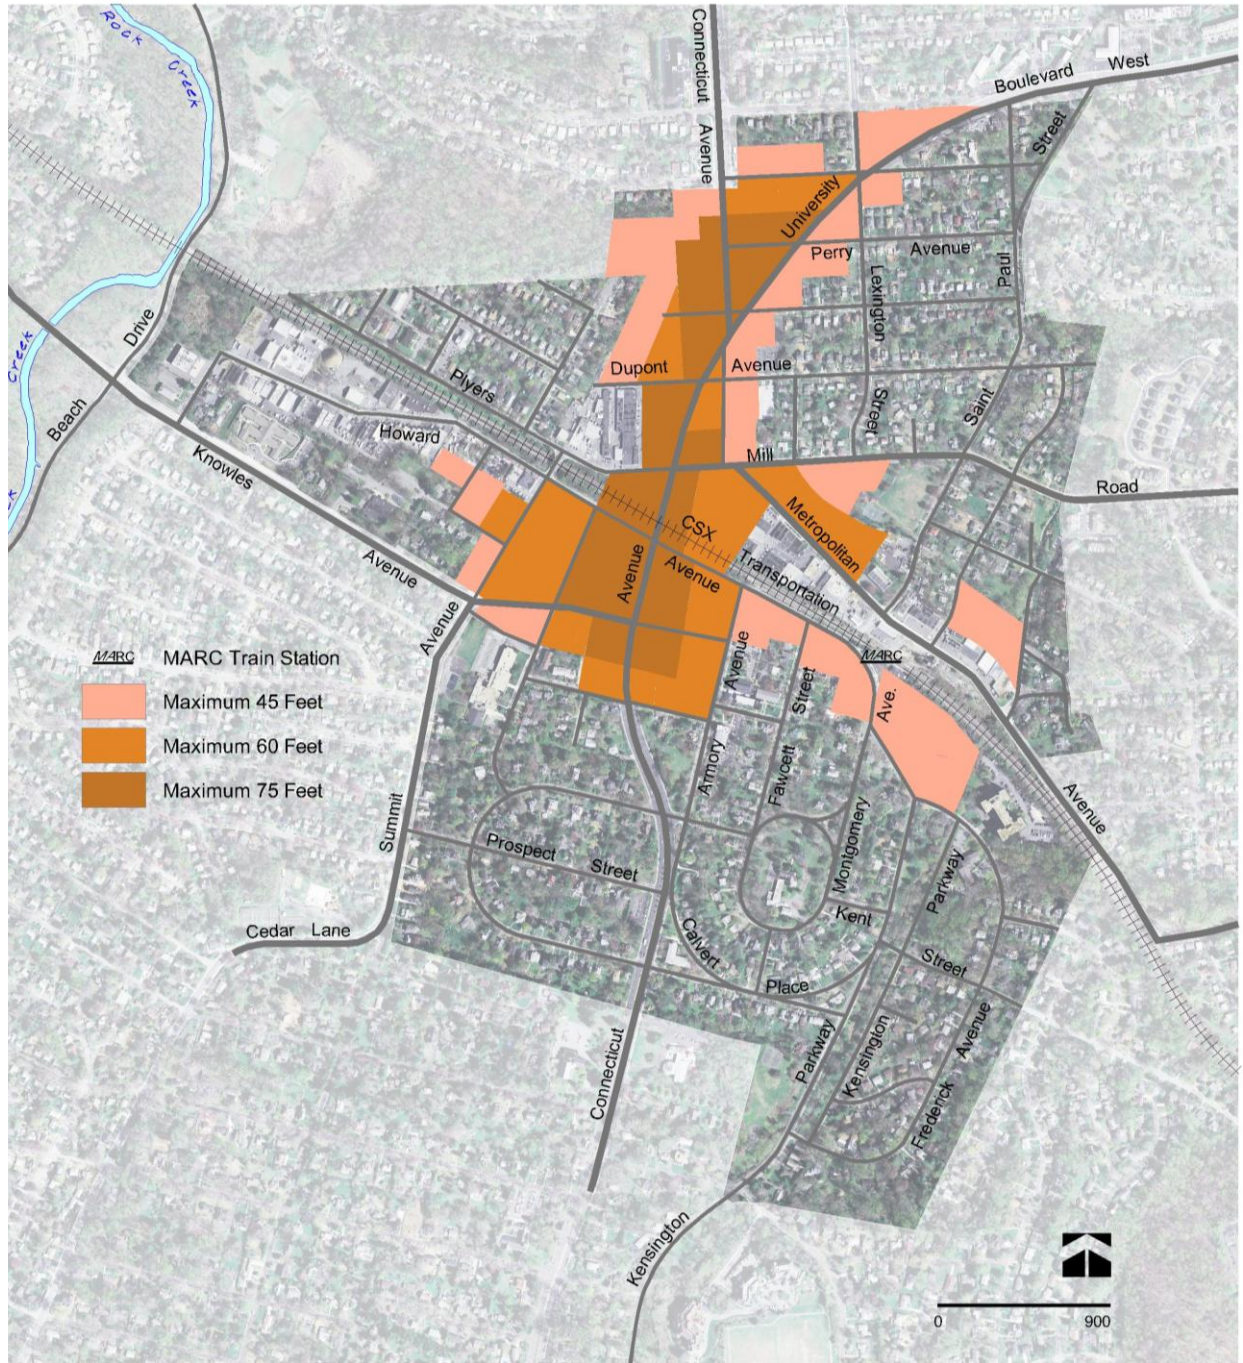 Rock
Creek
Connecticut
Avenue
Boulevard West
Street
University
Perry Avenue
Lexington
Paul
Creek
Drive
Dupont Avenue
Plyers
Street
Saint
Beach
Howard
Knowles
Mill
Road
Metropolitan
CSX
Avenue
Avenue
Avenue
Transportation
Avenue
MARC MARC Train Station
Maximum 45 Feet
Maximum 60 Feet
Maximum 75 Feet
MARC
Avenue
Street
Ave.
Armory
Fawcett
Avenue
Summit
Prospect Street
Montgomery
Parkway
Kent
Cedar Lane
Calvert
Street
Place
Avenue
Connecticut
Parkway
Kensington
Frederick
Kensington
0 900